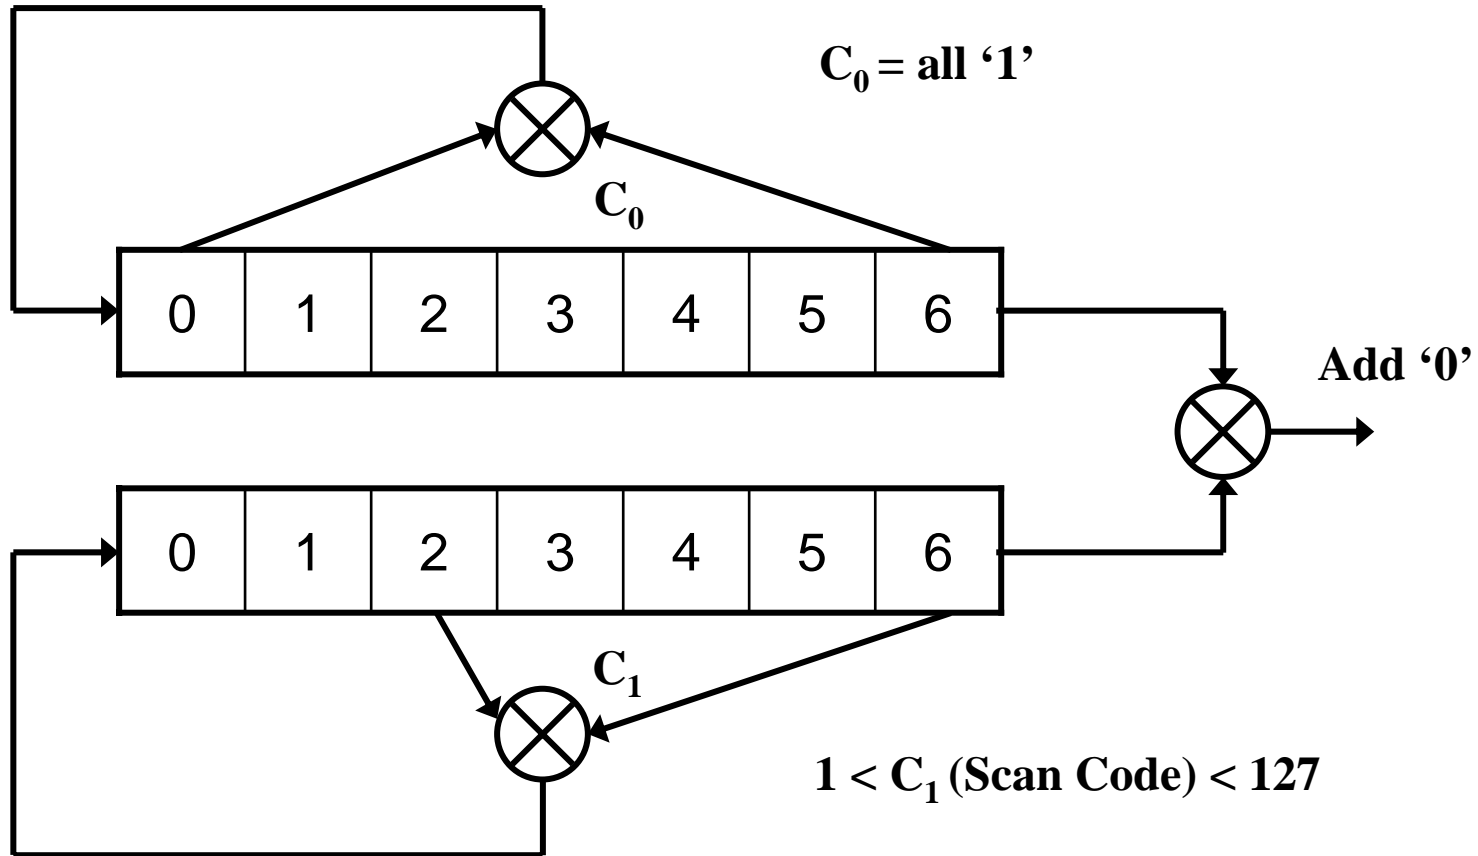 C₀ = all ‘1’
C₀
0 1 2 3 4 5 6
Add ‘0’
0 1 2 3 4 5 6
C₁
1 < C₁ (Scan Code) < 127